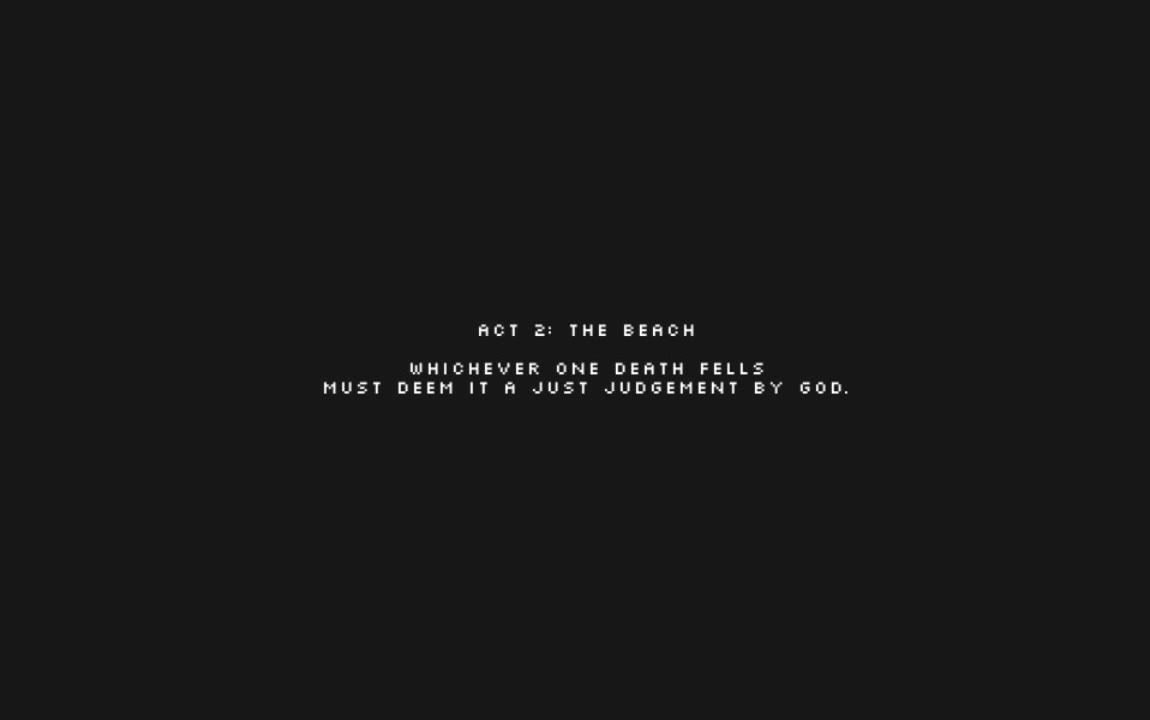 ACT 2: THE BEACH
WHICHEVER ONE DEATH FELLS
MUST DEEM IT A JUST JUDGEMENT BY GOD.